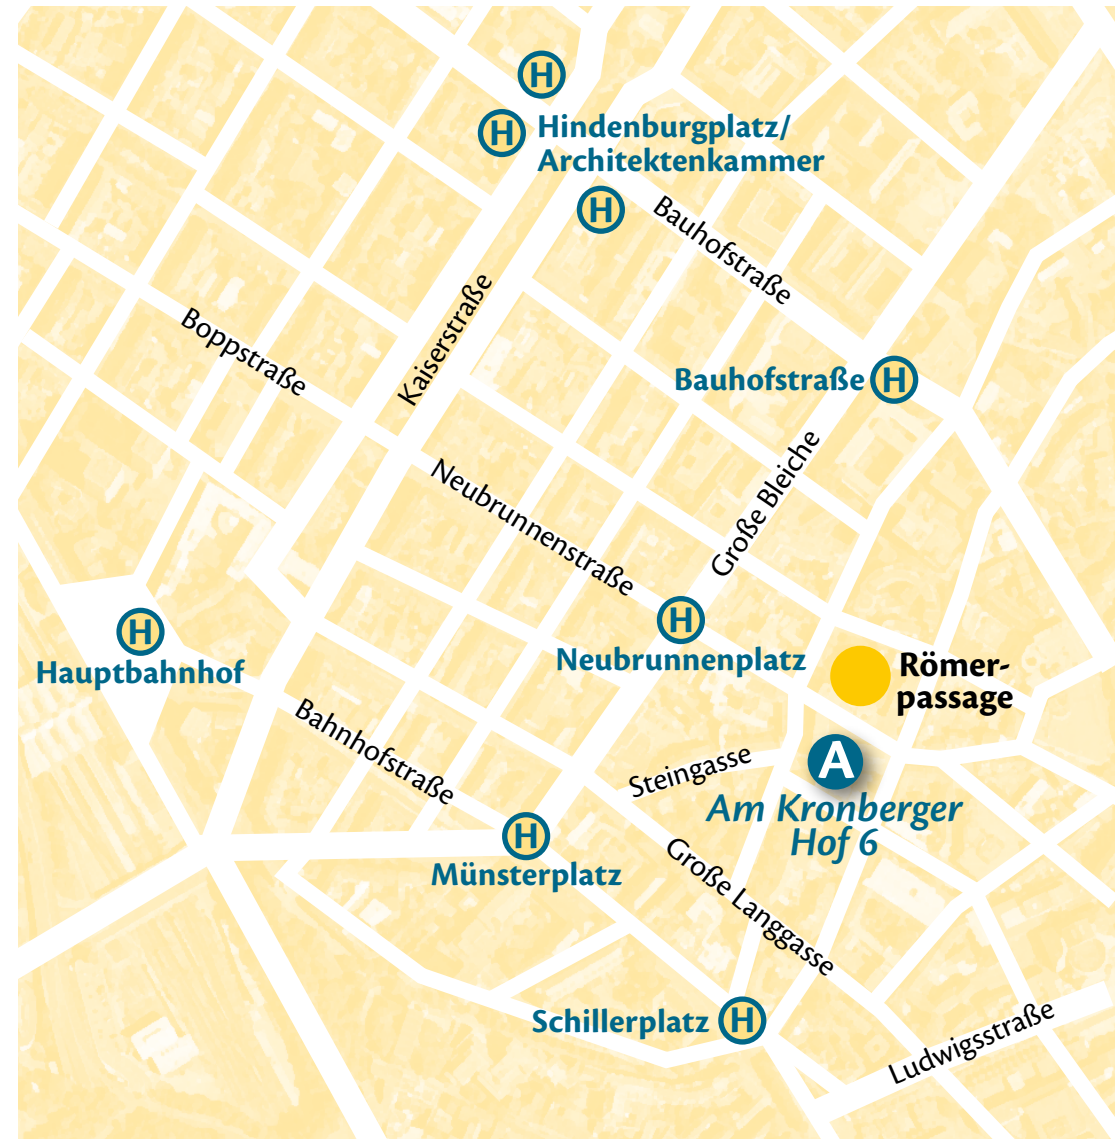 H
H
Hindenburgplatz/
Architektenkammer
H
Bauhofstraße
Kaiserstraße
Boppstraße
Bauhofstraße H
Große Bleiche
Neubrunnenstraße
H
Neubrunnenplatz
H
Hauptbahnhof
Römer-
passage
Bahnhofstraße
Steingasse
A
Am Kronberger
Hof 6
H
Münsterplatz
Große Langgasse
Schillerplatz H
Ludwigsstraße